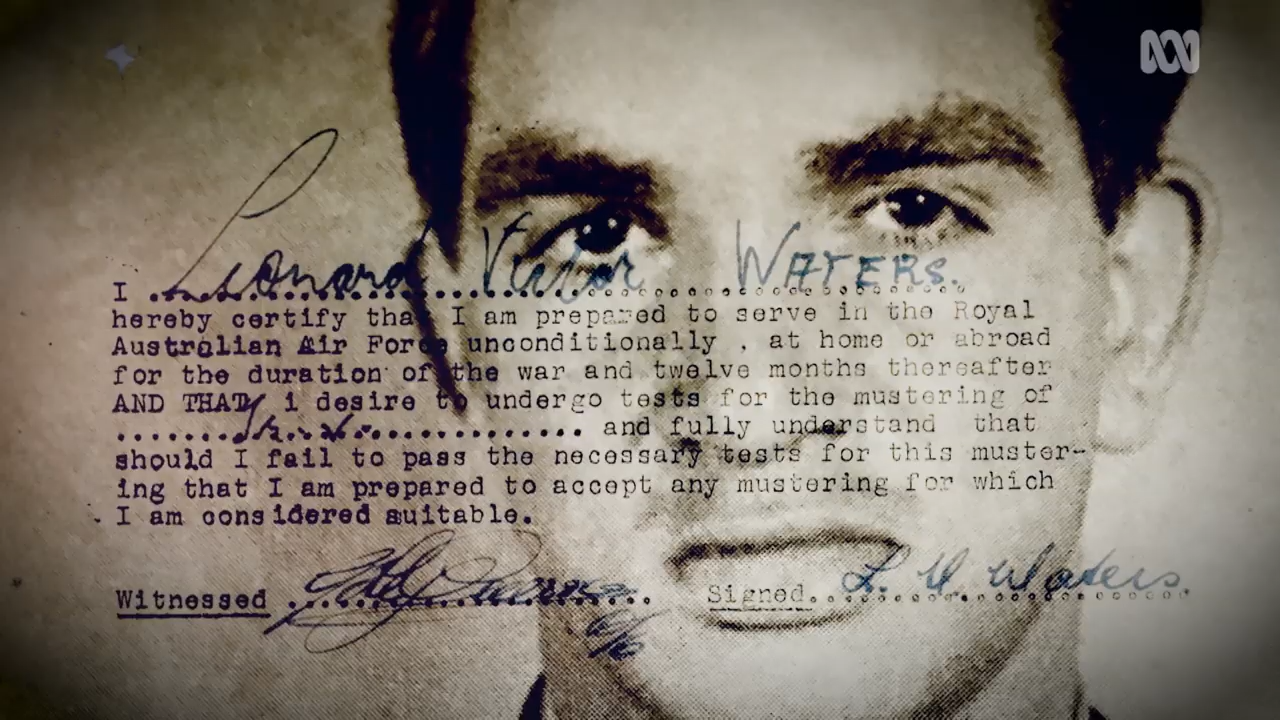 I Leonard Victor WATERS.
hereby certify that I am prepared to serve in the Royal
Australian Air Force unconditionally , at home or abroad
for the duration of the war and twelve months thereafter
AND THAT i desire to undergo tests for the mustering of
and fully understand that
should I fail to pass the necessary tests for this muster-
ing that I am prepared to accept any mustering for which
I am considered suitable.
Witnessed Signed L. V. Waters